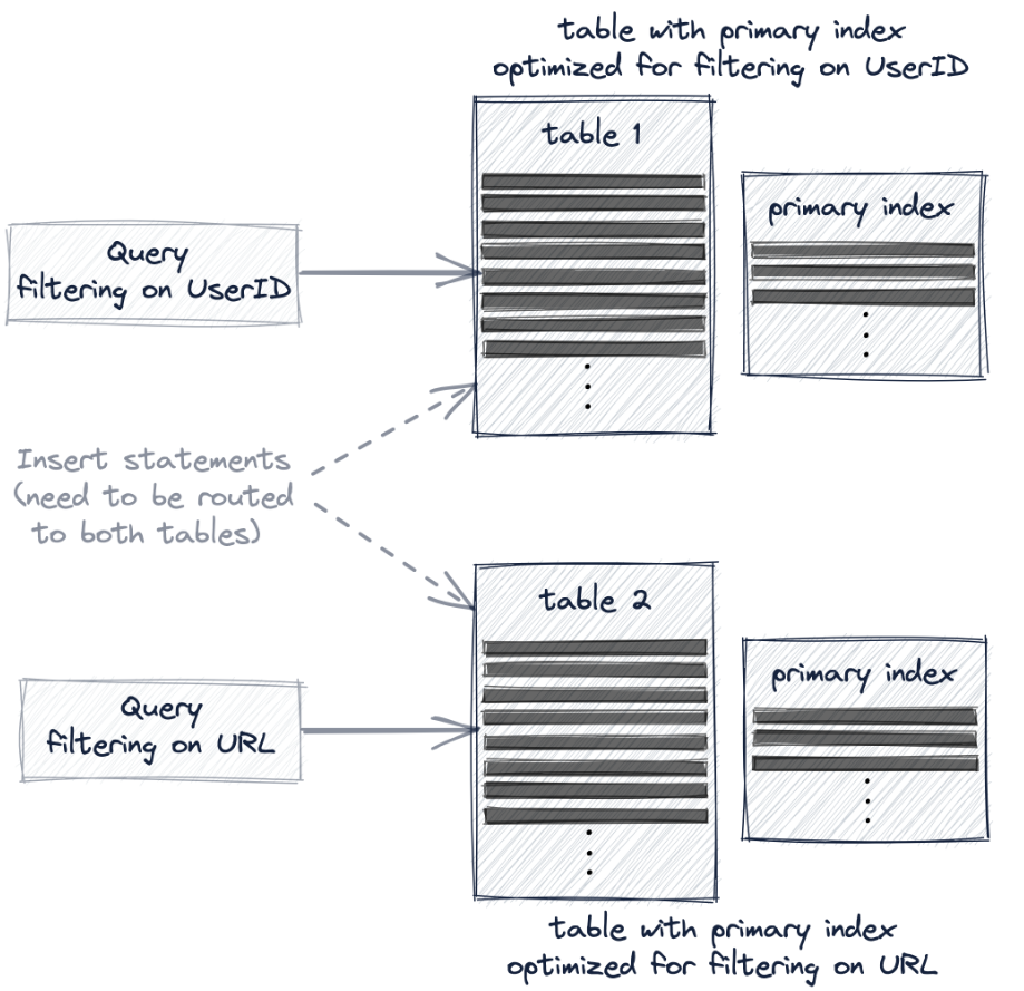 table with primary index
optimized for filtering on UserID
table 1
primary index
Query
filtering on UserID
Insert statements
(need to be routed
to both tables)
table 2
primary index
Query
filtering on URL
table with primary index
optimized for filtering on URL